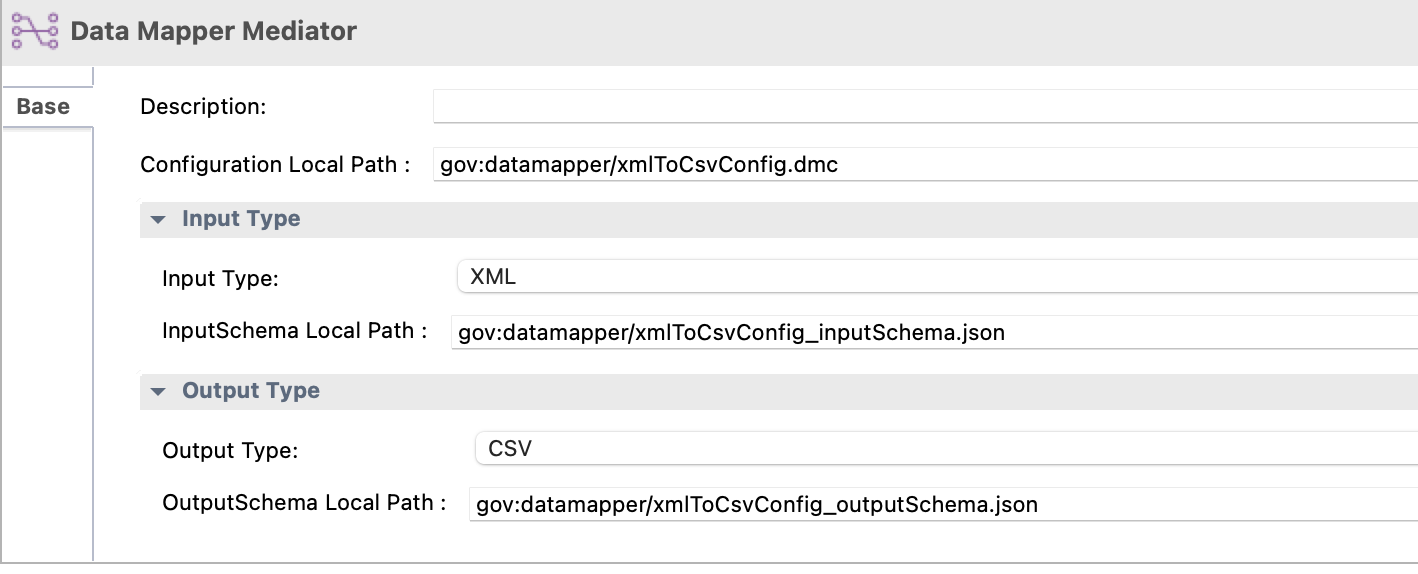 Data Mapper Mediator
Base
Description:
Configuration Local Path : gov:datamapper/xmlToCsvConfig.dmc
Input Type
Input Type: XML
InputSchema Local Path : gov:datamapper/xmlToCsvConfig_inputSchema.json
Output Type
Output Type: CSV
OutputSchema Local Path : gov:datamapper/xmlToCsvConfig_outputSchema.json